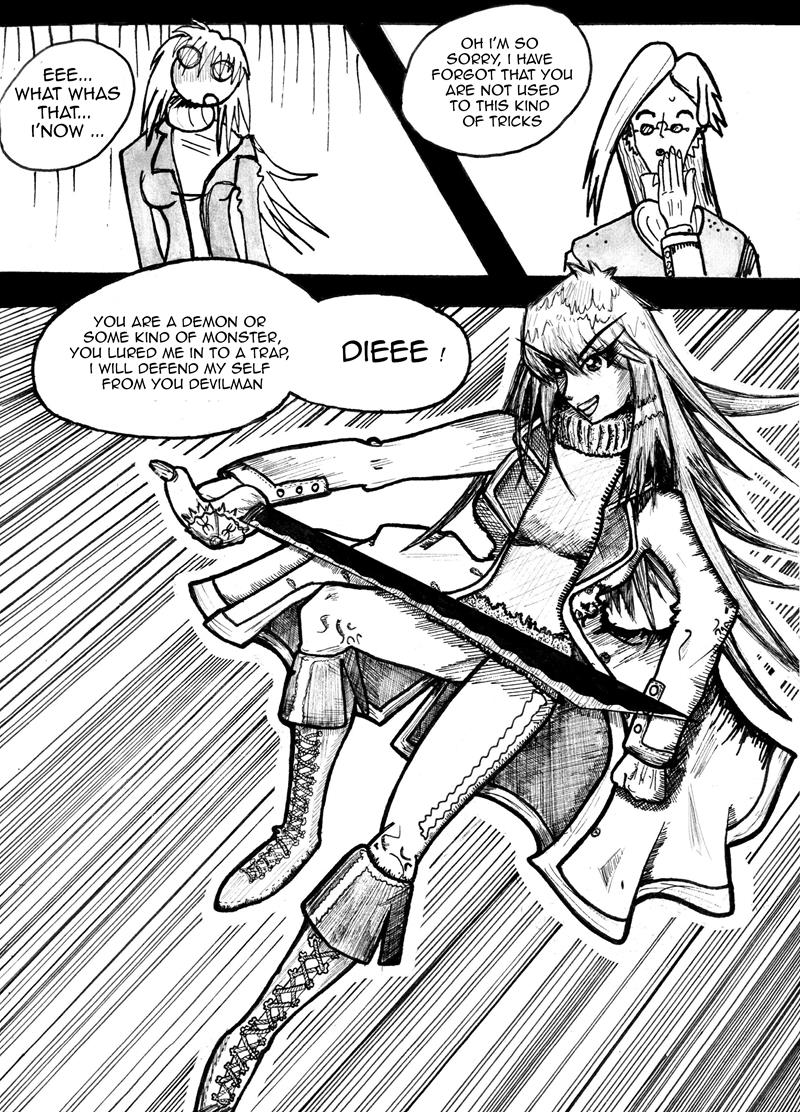 EEE...
WHAT WHAS
THAT...
I'NOW ...
OH I'M SO
SORRY, I HAVE
FORGOT THAT YOU
ARE NOT USED
TO THIS KIND
OF TRICKS
YOU ARE A DEMON OR
SOME KIND OF MONSTER,
YOU LURED ME IN TO A TRAP,
I WILL DEFEND MY SELF
FROM YOU DEVILMAN
DIEEE !